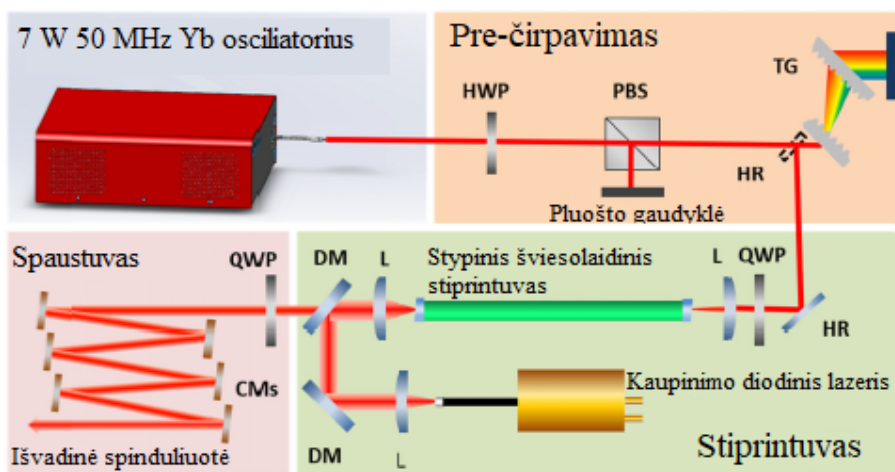 7 W 50 MHz Yb osciliatorius
Pre-čirpavimas
TG
HWP
PBS
HR
Pluošto gaudyklė
Spaustuvas
QWP
DM
L
Stypinis šviesolaidinis
stiprintuvas
L
QWP
HR
CMs
Kaupinimo diodinis lazeris
Išvadinė spinduliuotė
DM
L
Stiprintuvas